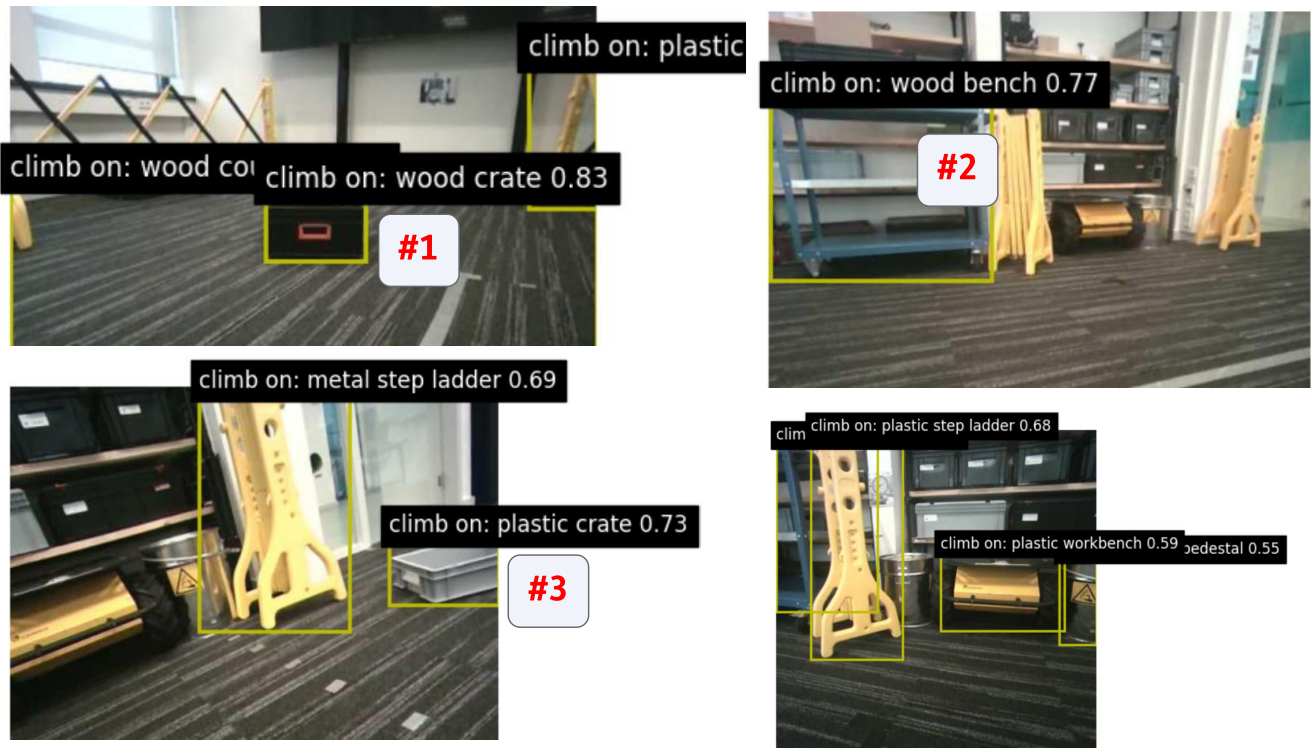 climb on: plastic
climb on: wood cou
climb on: wood crate 0.83
#1
climb on: wood bench 0.77
#2
climb on: metal step ladder 0.69
climb on: plastic crate 0.73
#3
clim
climb on: plastic step ladder 0.68
climb on: plastic workbench 0.59
pedestal 0.55